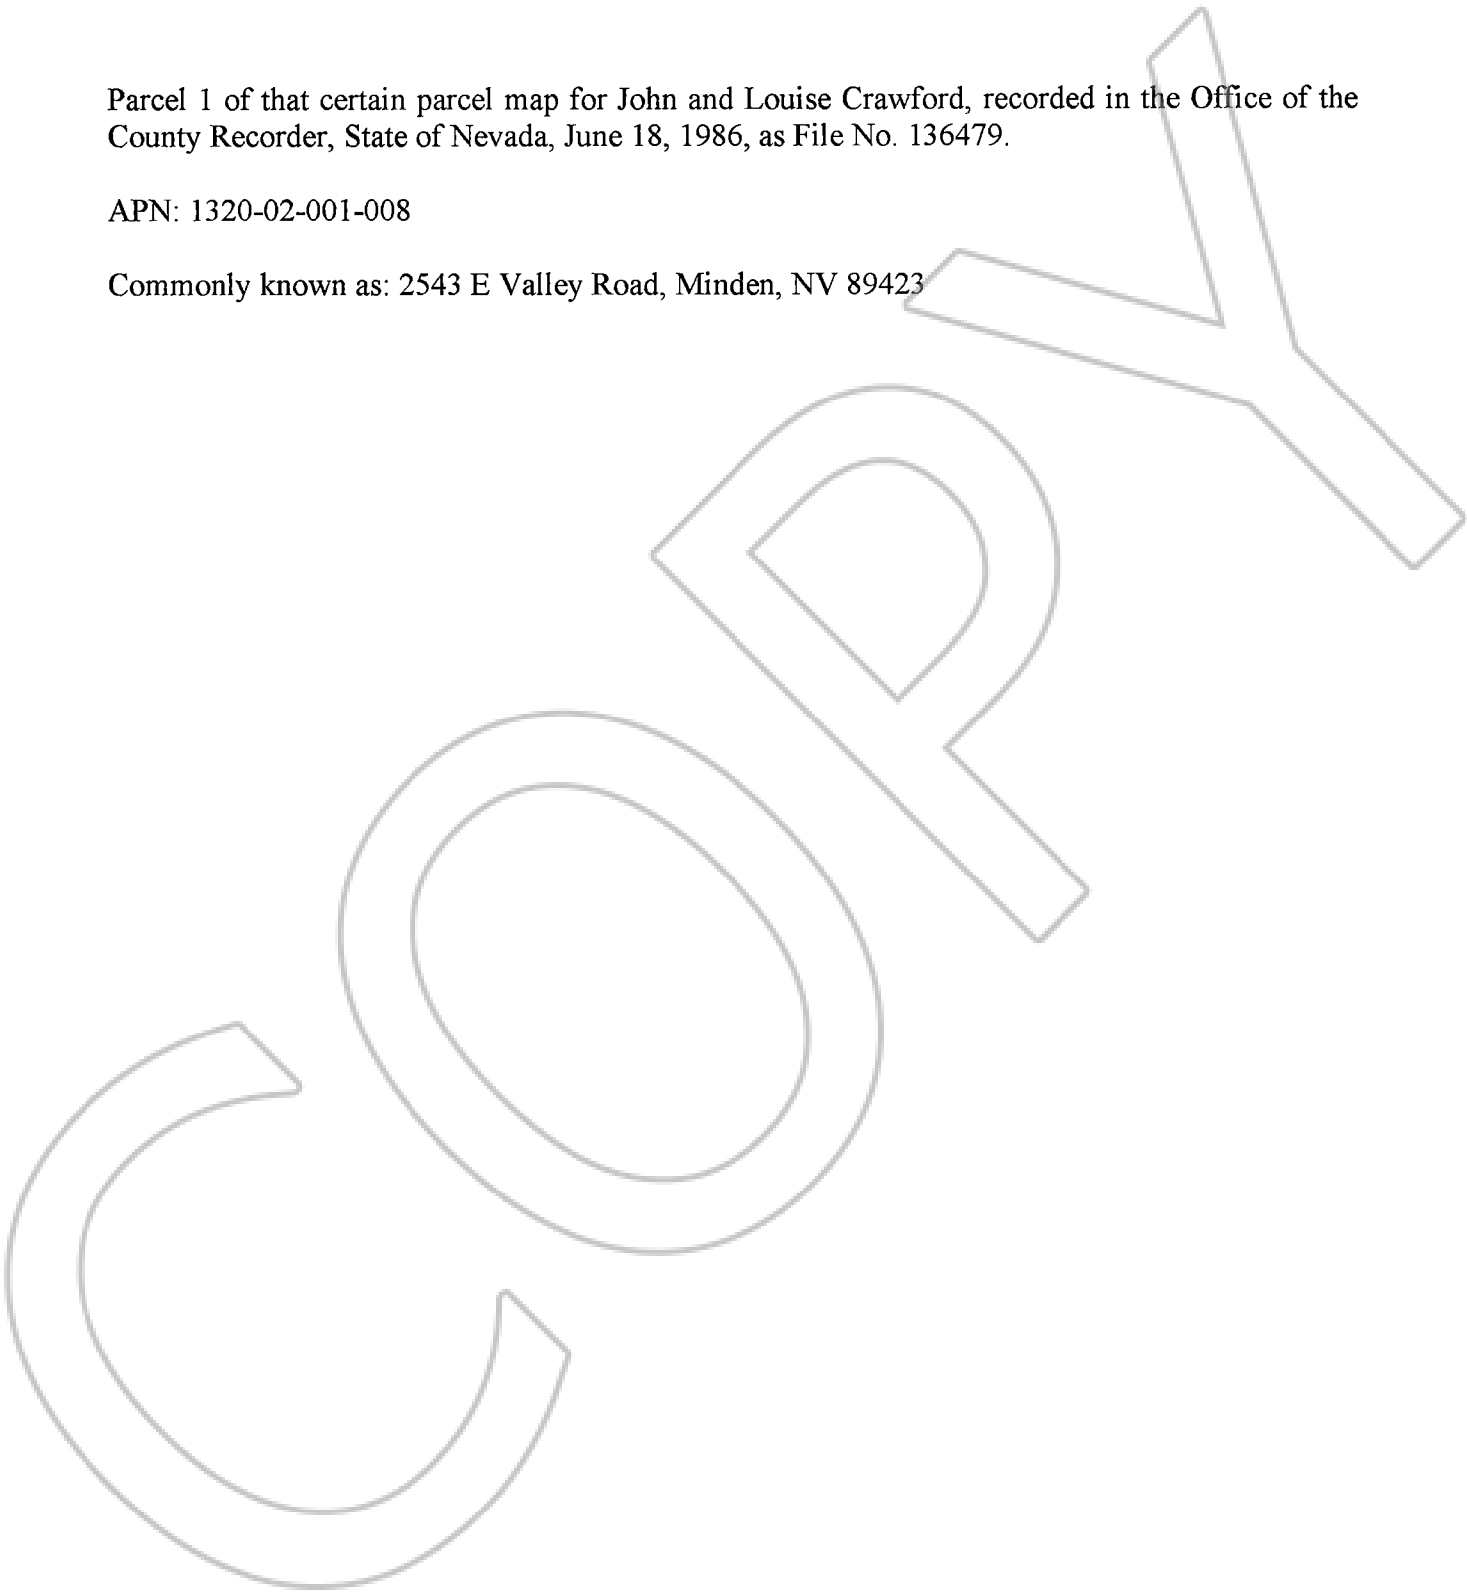 Parcel 1 of that certain parcel map for John and Louise Crawford, recorded in the Office of the
County Recorder, State of Nevada, June 18, 1986, as File No. 136479.
APN: 1320-02-001-008
Commonly known as: 2543 E Valley Road, Minden, NV 89423
COPY